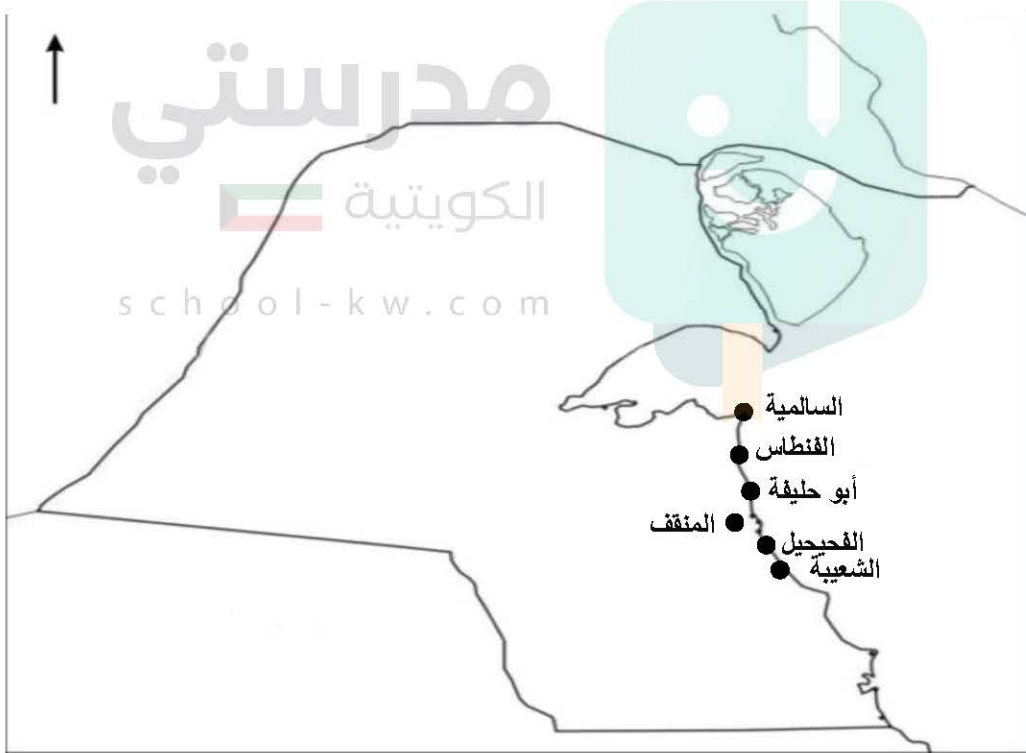 مدرستي
الكويتية
school-kw.com
السالمية
الفنطاس
أبو حليفة
المنقف
الفحيحيل
الشعيبة